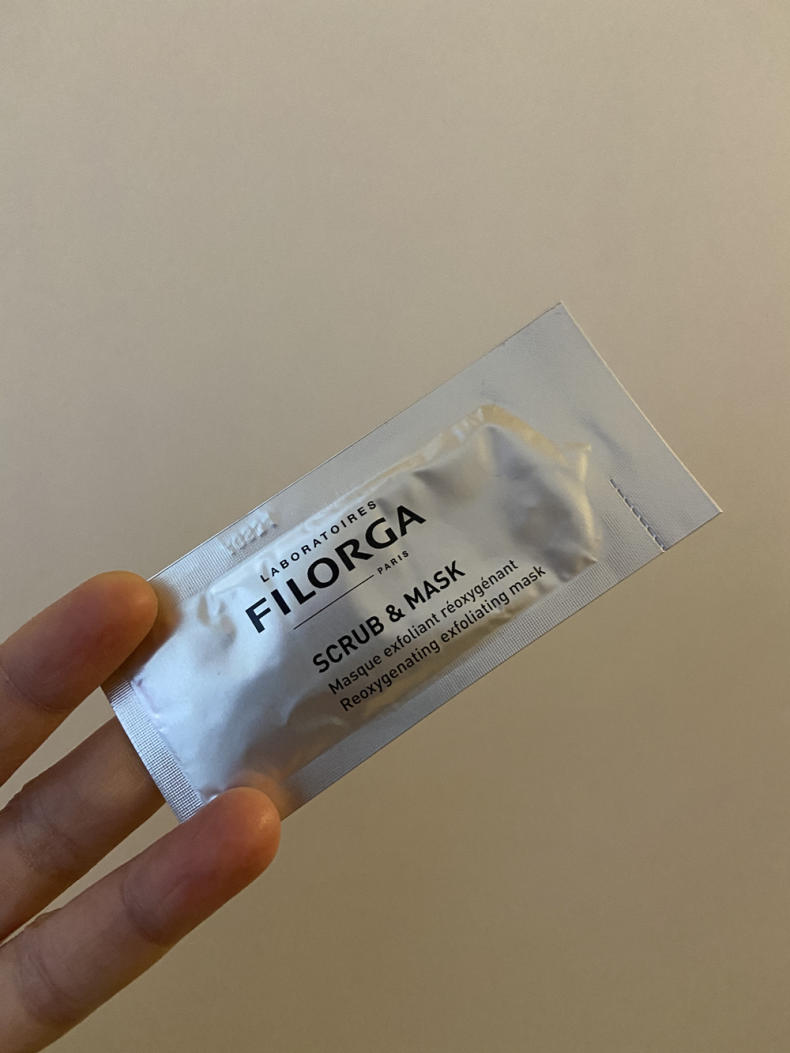 LABORATOIRES
FILORGA
PARIS
SCRUB & MASK
Masque exfoliant réoxygénant
Reoxygenating exfoliating mask